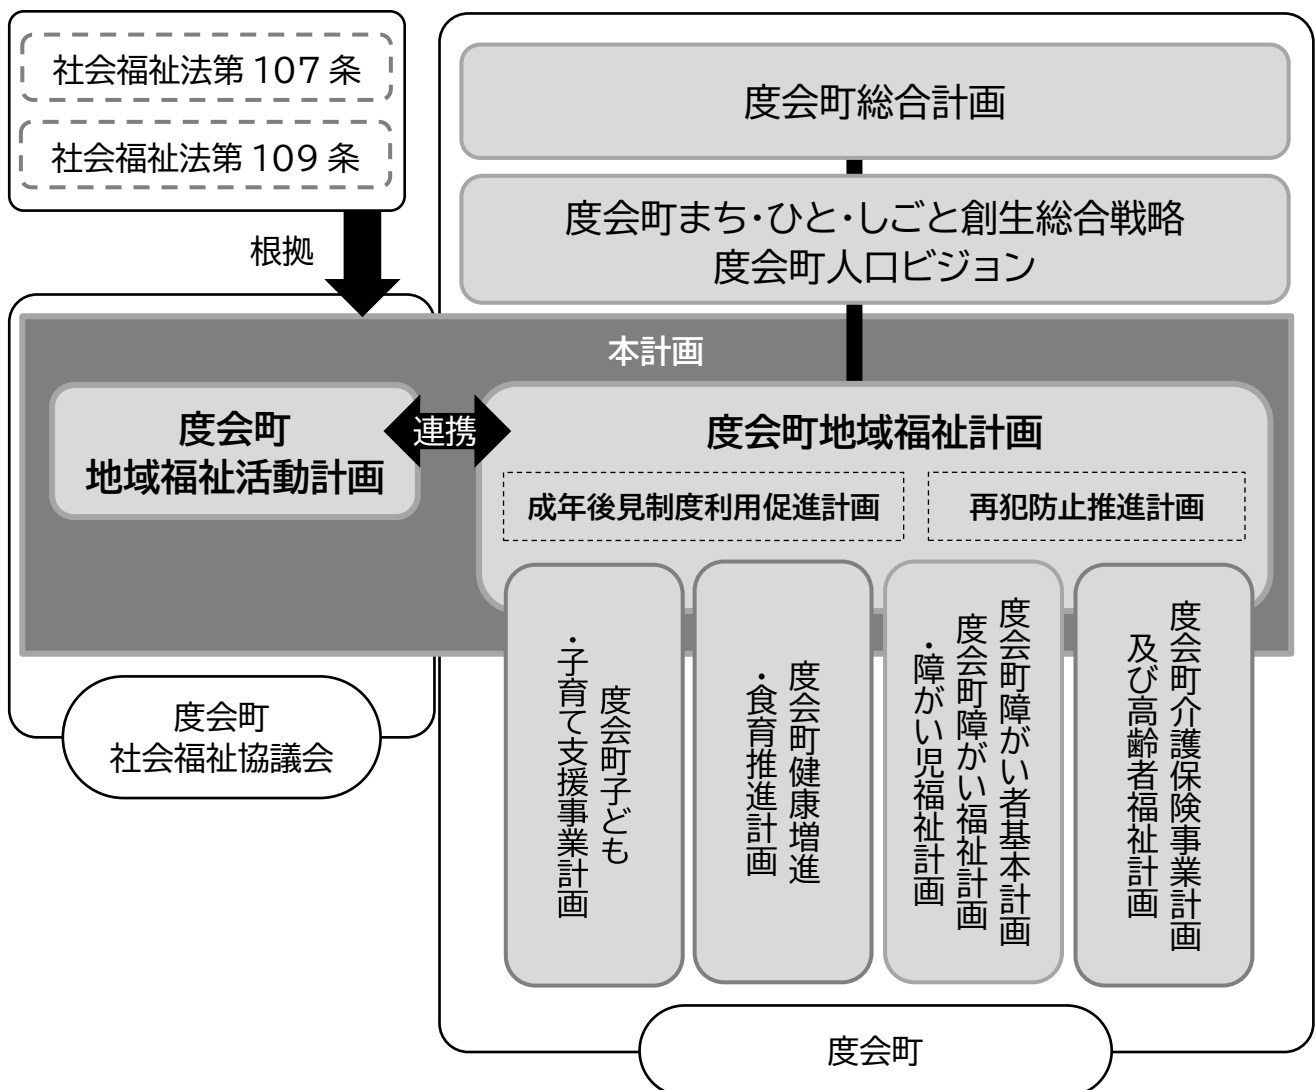 社会福祉法第 107 条
社会福祉法第 109 条
根拠
度会町総合計画
度会町まち・ひと・しごと創生総合戦略
度会町人口ビジョン
本計画
度会町
地域福祉活動計画
連携
度会町地域福祉計画
成年後見制度利用促進計画
再犯防止推進計画
度会町子ども
・子育て支援事業計画
度会町健康増進
・食育推進計画
度会町障がい者基本計画
度会町障がい福祉計画
・障がい児福祉計画
度会町介護保険事業計画
及び高齢者福祉計画
度会町
社会福祉協議会
度会町